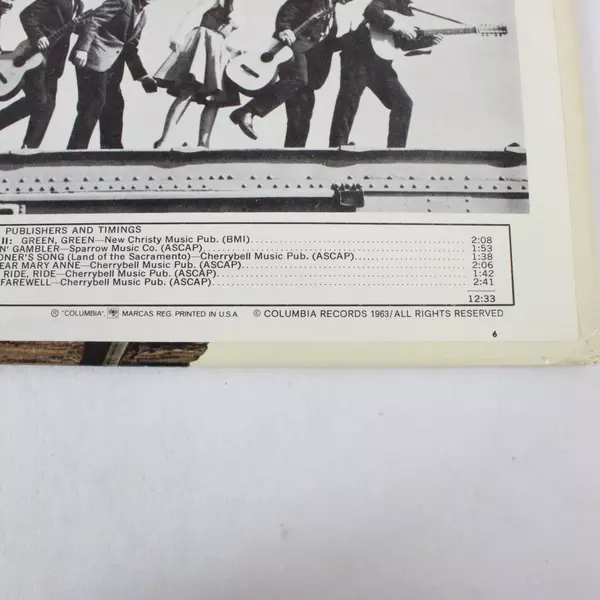 PUBLISHERS AND TIMINGS
II: GREEN, GREEN—New Christy Music Pub. (BMI) 2:08
N' GAMBLER—Sparrow Music Co. (ASCAP) 1:53
ONER'S SONG (Land of the Sacramento)—Cherrybell Music Pub. (ASCAP) 1:38
EAR MARY ANNE—Cherrybell Music Pub. (ASCAP) 2:06
RIDE, RIDE—Cherrybell Music Pub. (ASCAP) 1:42
FAREWELL—Cherrybell Music Pub. (ASCAP) 2:41
12:33
® "COLUMBIA", MARCAS REG. PRINTED IN U.S.A. © COLUMBIA RECORDS 1963/ALL RIGHTS RESERVED
6